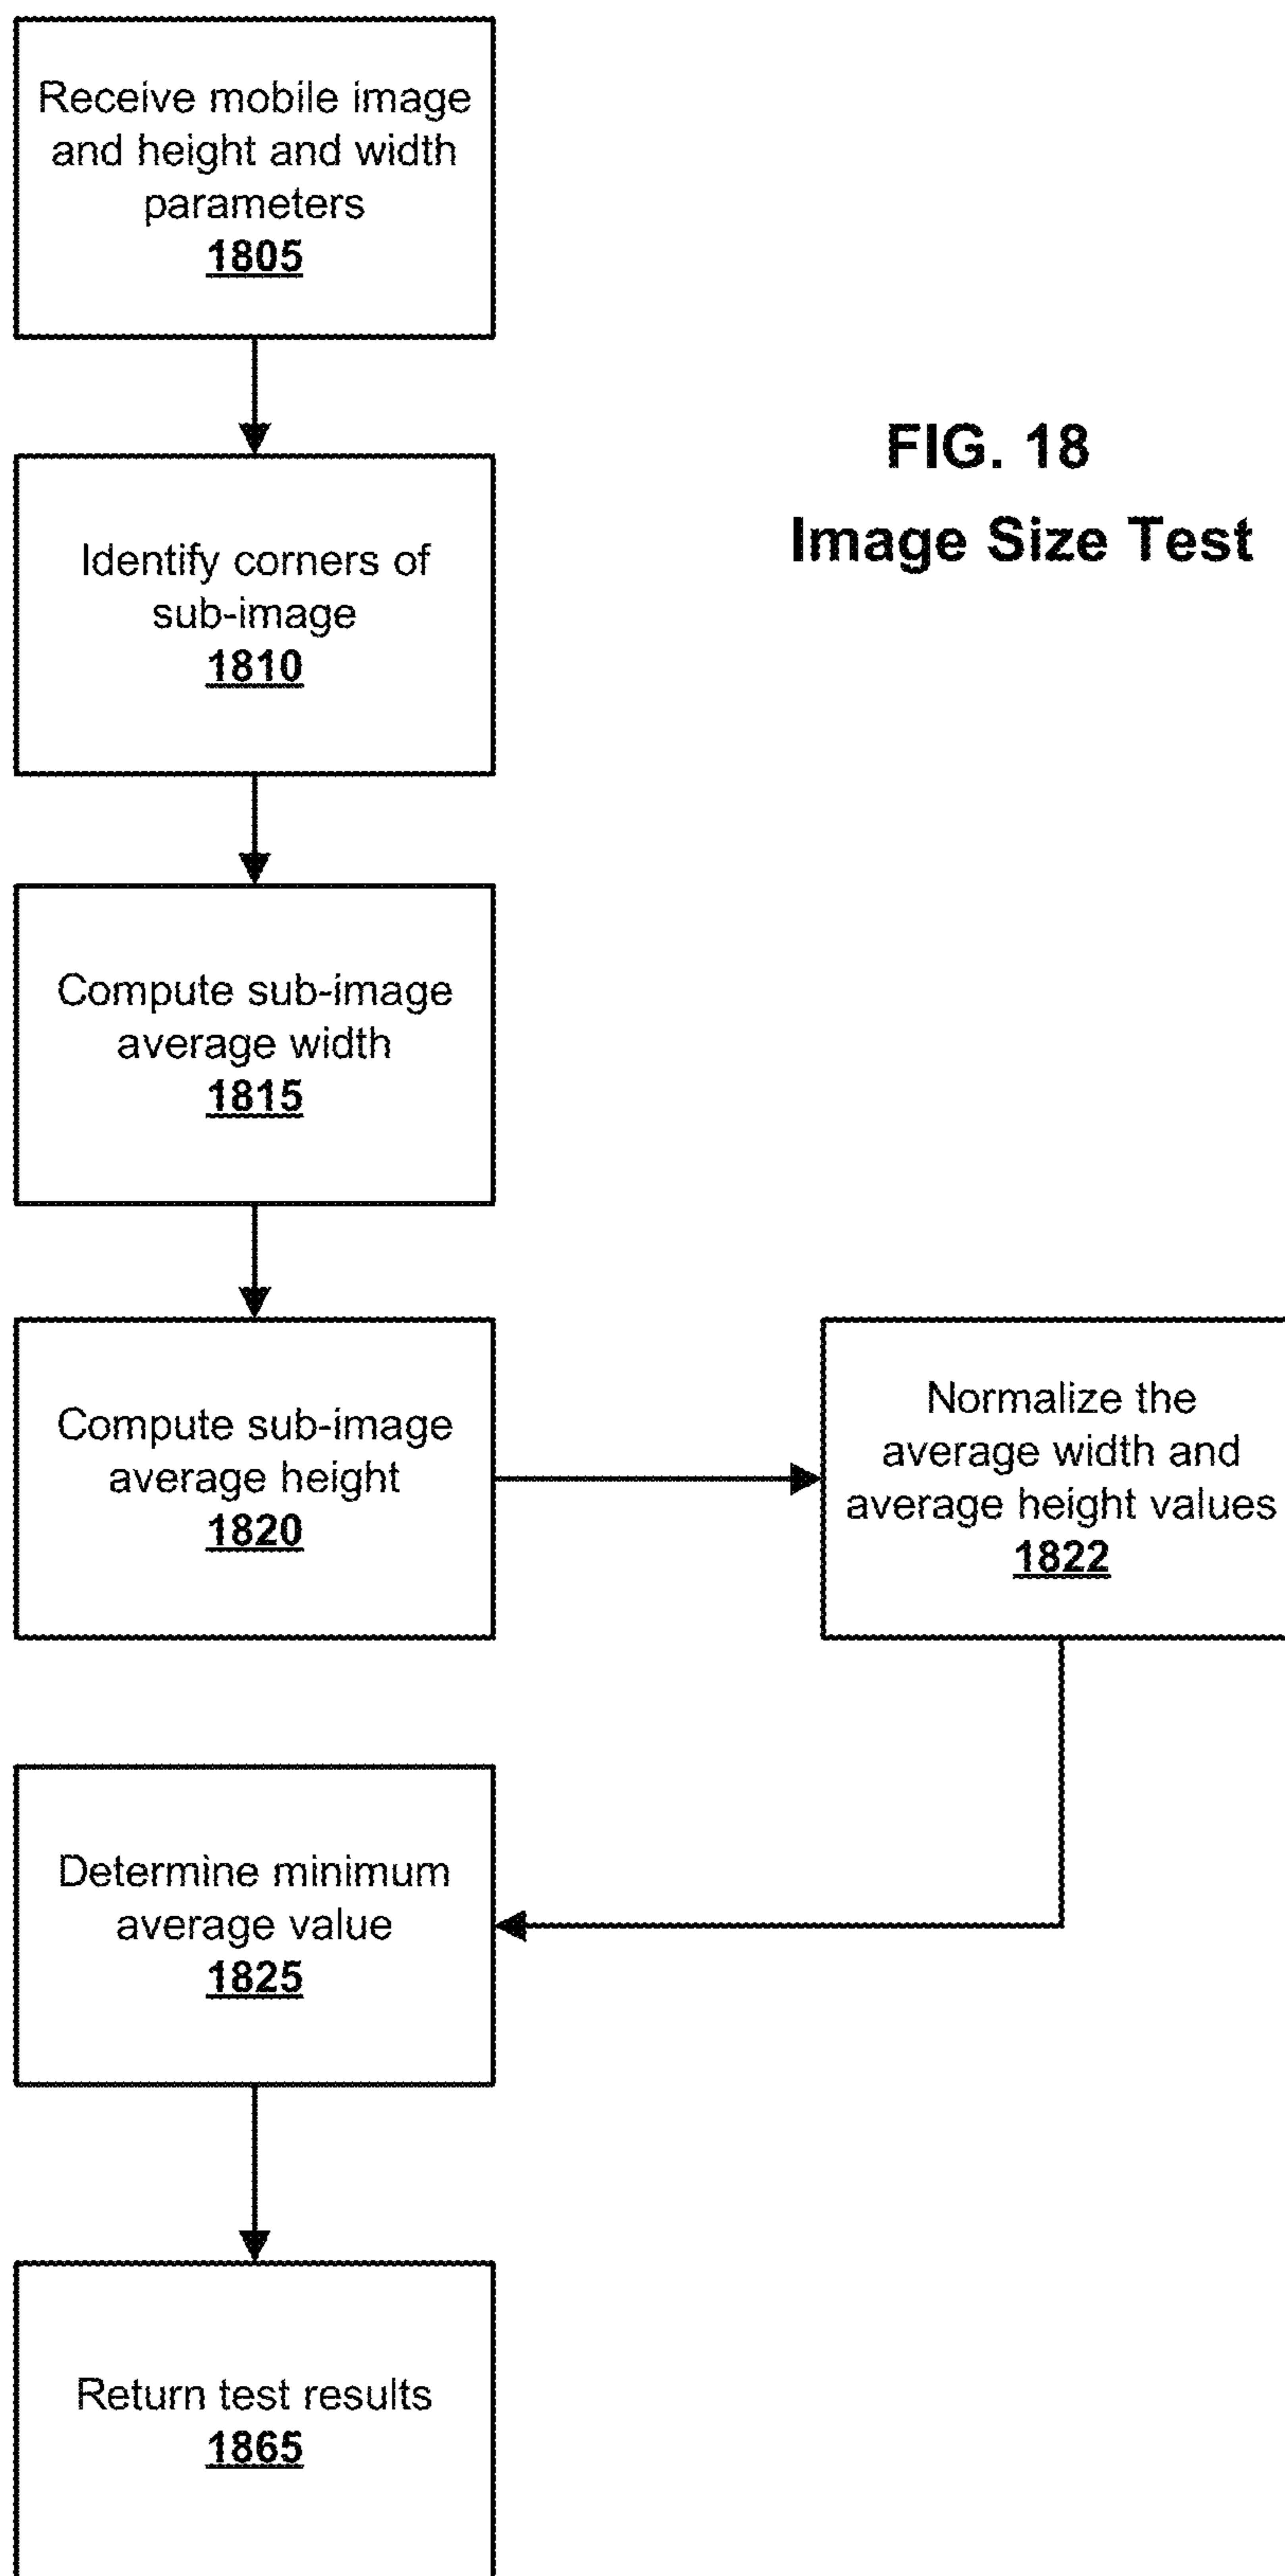 Receive mobile image
and height and width
parameters
1805
FIG. 18
Image Size Test
Identify corners of
sub-image
1810
Compute sub-image
average width
1815
Compute sub-image
average height
1820
Normalize the
average width and
average height values
1822
Determine minimum
average value
1825
Return test results
1865